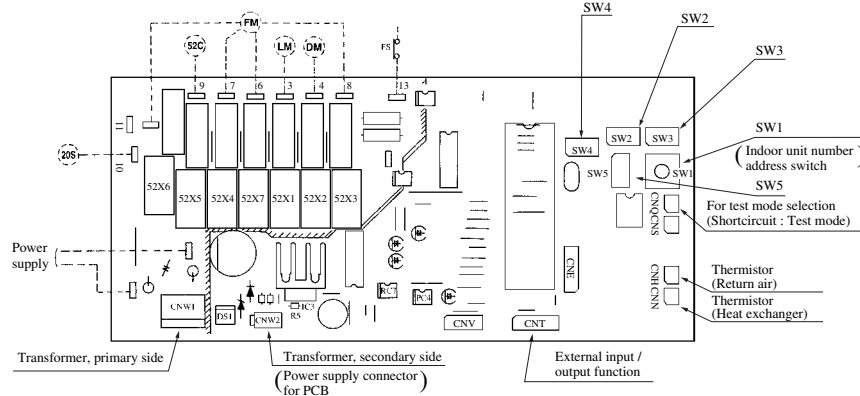 SW4
SW2
SW3
SW1
(Indoor unit number
address switch)
SW5
For test mode selection
(Shortcircuit : Test mode)
Thermistor
(Return air)
Thermistor
(Heat exchanger)
FM
52C
LM
DM
FS
9
7
6
3
4
8
13
11
20S
10
52X6
52X5
52X4
52X7
52X1
52X2
52X3
SW4
SW2
SW3
SW5
SW1
CNQ
CNS
CNH
CNN
CNE
Power
supply
CNW1
DS1
CNW2
R5
IC3
RC7
PC4
CNV
CNT
Transformer, primary side
Transformer, secondary side
(Power supply connector
for PCB)
External input /
output function